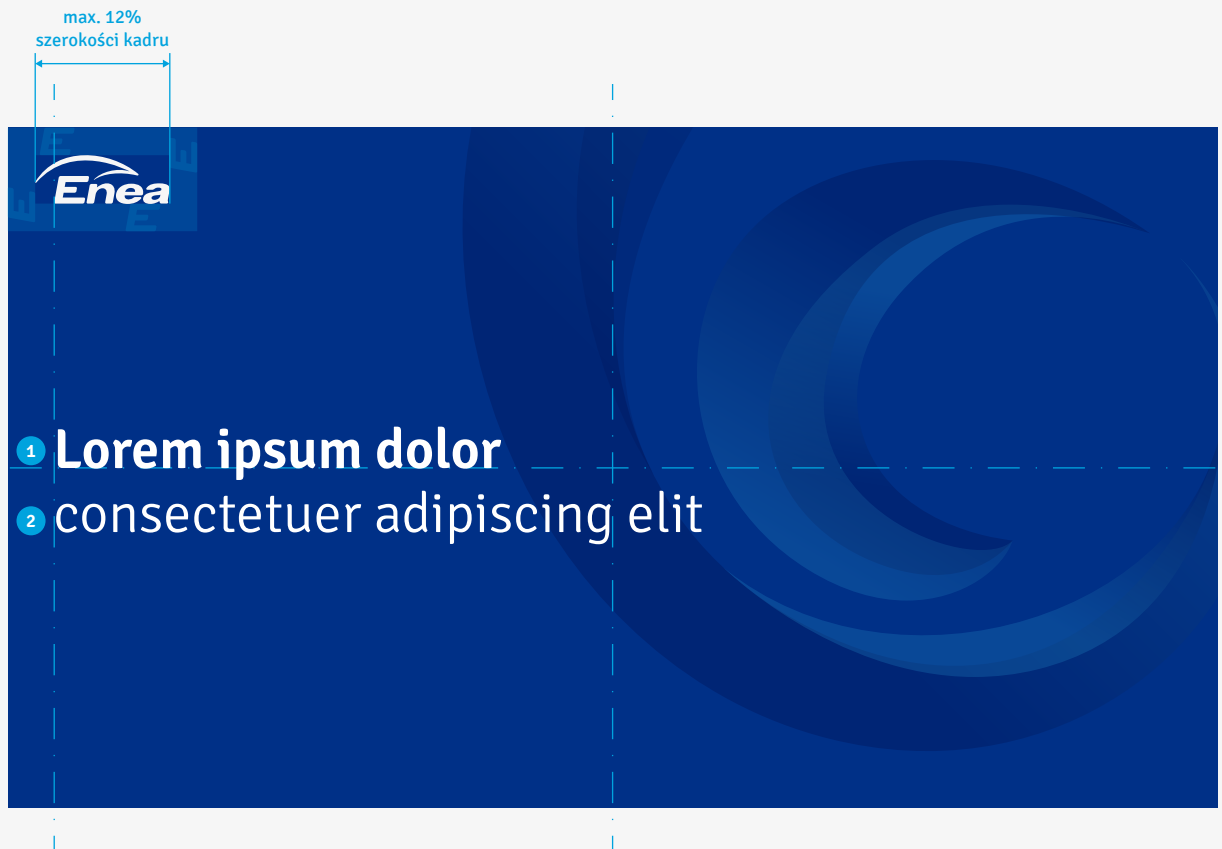 max. 12%
szerokości kadru
Enea
1 Lorem ipsum dolor
2 consectetuer adipiscing elit